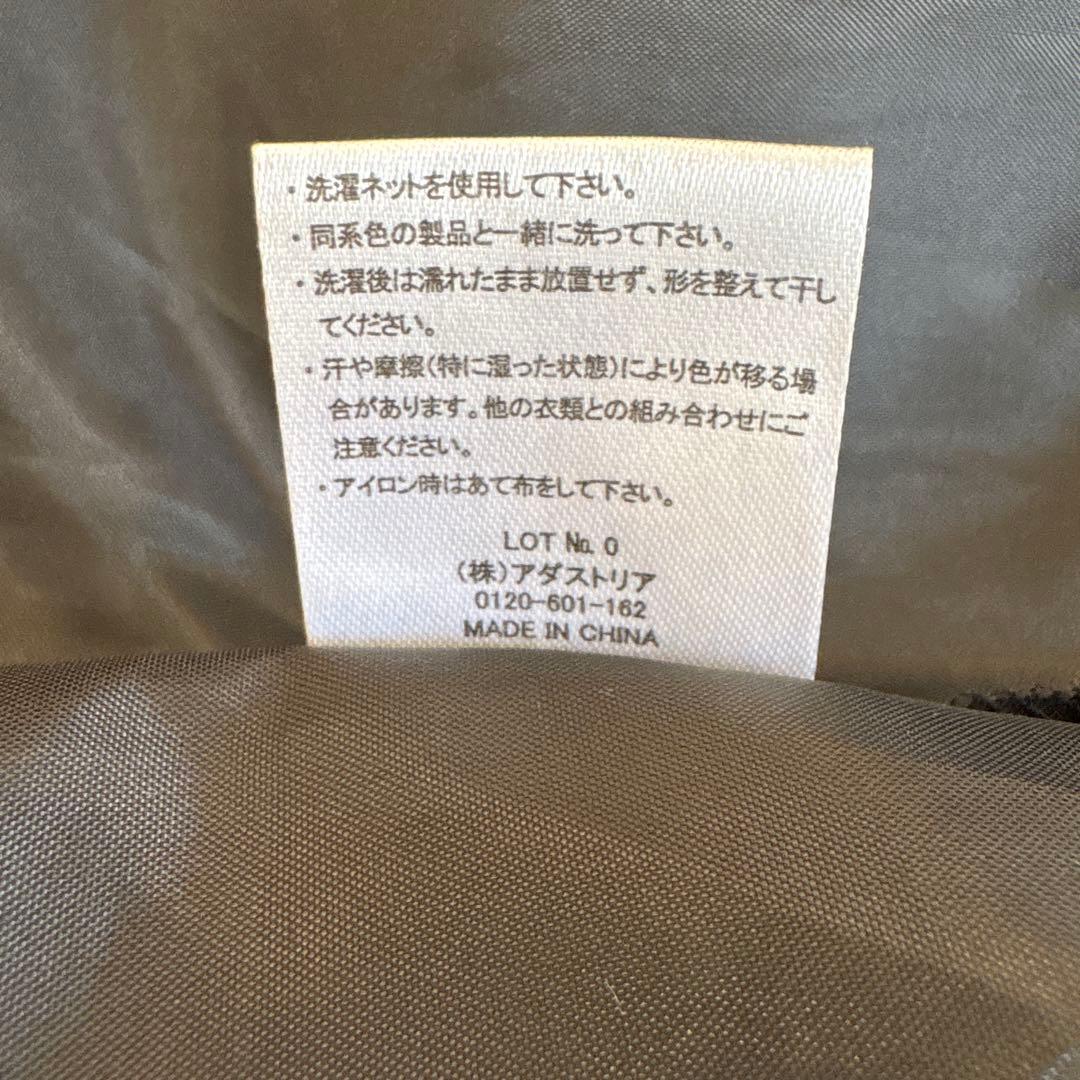 ・洗濯ネットを使用して下さい。
・同系色の製品と一緒に洗って下さい。
・洗濯後は濡れたまま放置せず、形を整えて干し
てください。
・汗や摩擦(特に湿った状態)により色が移る場
合があります。他の衣類との組み合わせにご
注意ください。
・アイロン時はあて布をして下さい。
LOT № 0
(株)アダストリア
0120-601-162
MADE IN CHINA